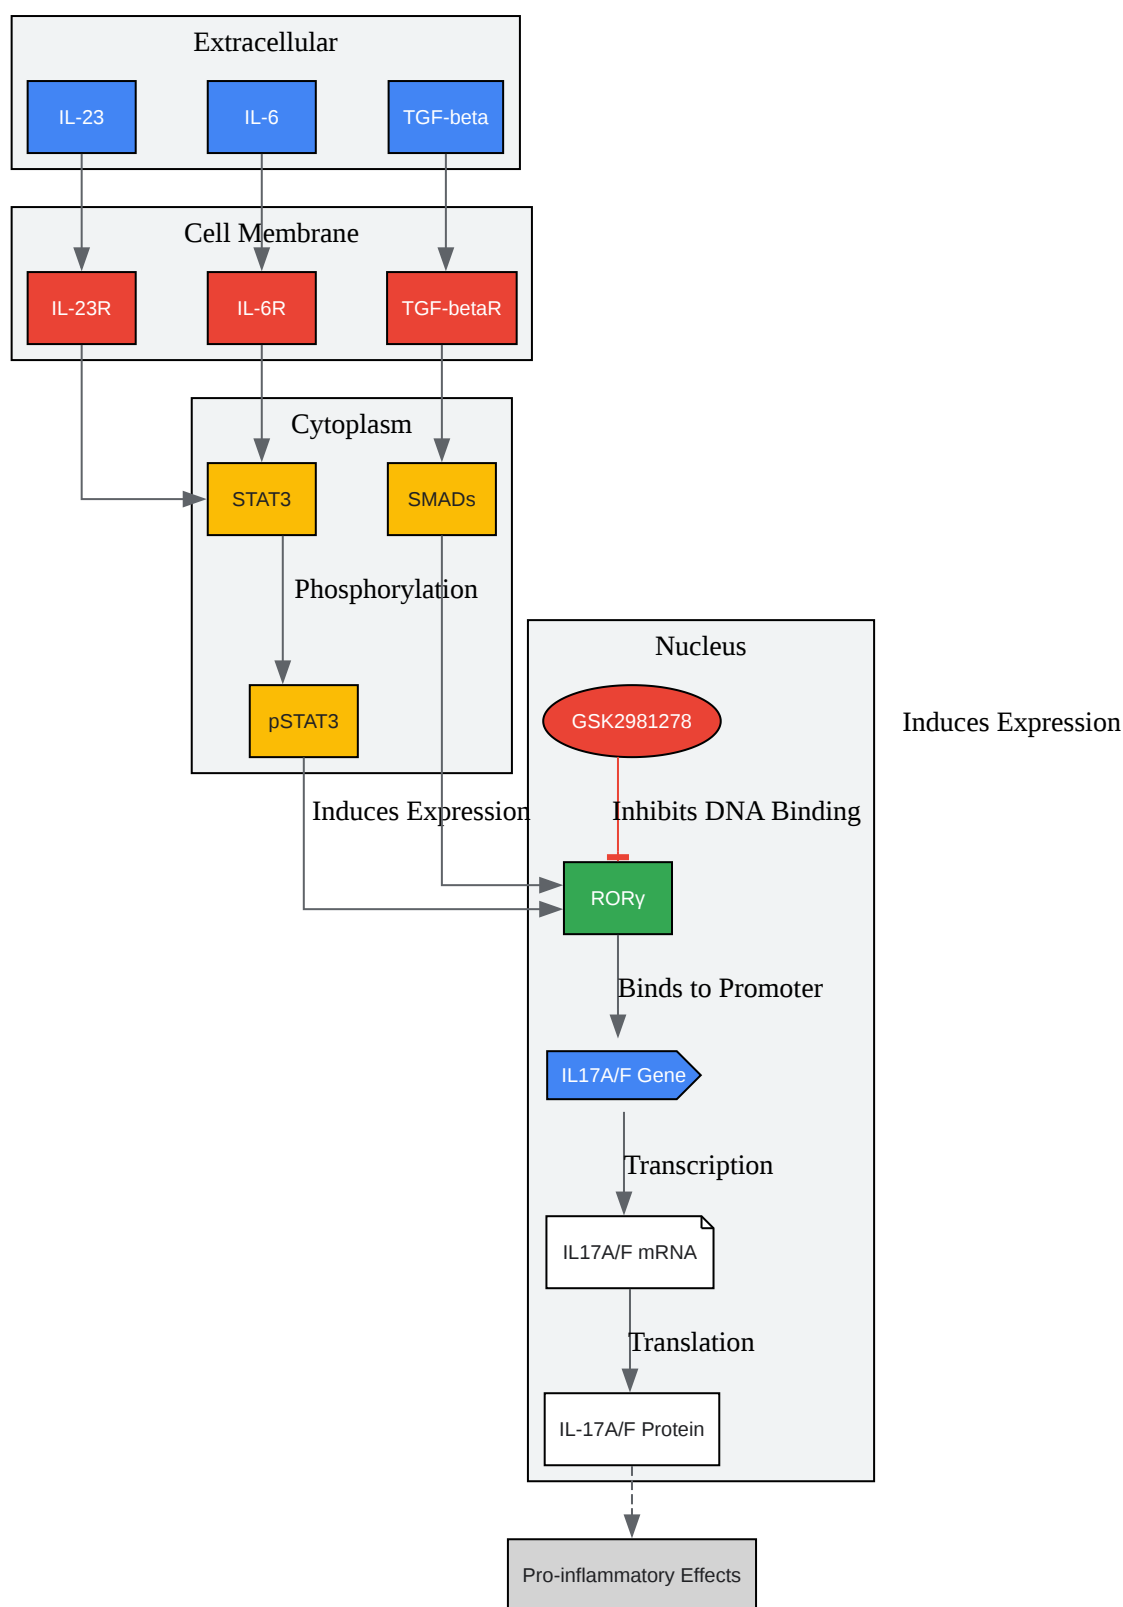 Extracellular
IL-23
IL-6
TGF-beta
Cell Membrane
IL-23R
IL-6R
TGF-betaR
Cytoplasm
STAT3
SMADs
Phosphorylation
Nucleus
pSTAT3
GSK2981278
Induces Expression
Induces Expression
Inhibits DNA Binding
RORγ
Binds to Promoter
IL17A/F Gene
Transcription
IL17A/F mRNA
Translation
IL-17A/F Protein
Pro-inflammatory Effects